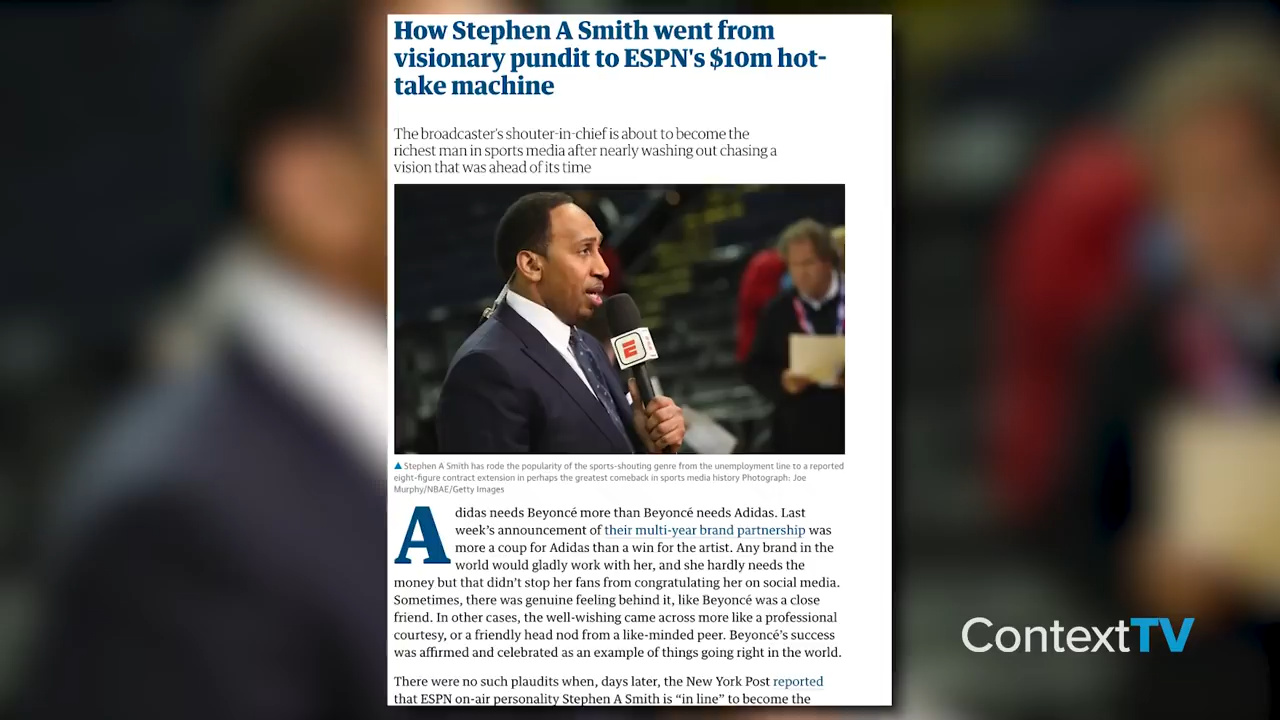 How Stephen A Smith went from
visionary pundit to ESPN's $10m hot-
take machine
The broadcaster's shouter-in-chief is about to become the
richest man in sports media after nearly washing out chasing a
vision that was ahead of its time
▲ Stephen A Smith has rode the popularity of the sports-shouting genre from the unemployment line to a reported
eight-figure contract extension in perhaps the greatest comeback in sports media history Photograph: Joe
Murphy/NBAE/Getty Images
Adidas needs Beyoncé more than Beyoncé needs Adidas. Last
week's announcement of their multi-year brand partnership was
more a coup for Adidas than a win for the artist. Any brand in the
world would gladly work with her, and she hardly needs the
money but that didn't stop her fans from congratulating her on social media.
Sometimes, there was genuine feeling behind it, like Beyoncé was a close
friend. In other cases, the well-wishing came across more like a professional
courtesy, or a friendly head nod from a like-minded peer. Beyoncé's success
was affirmed and celebrated as an example of things going right in the world.
There were no such plaudits when, days later, the New York Post reported
that ESPN on-air personality Stephen A Smith is “in line” to become the
ContextTV